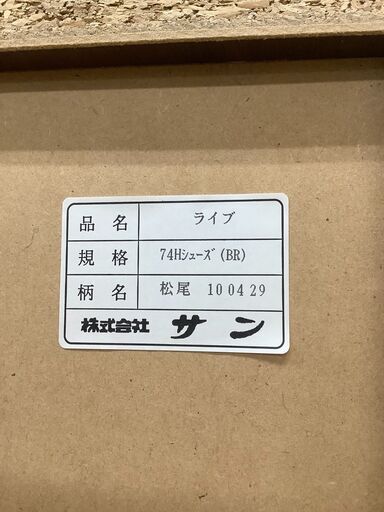 品名 ライブ
規格 74Hｼｭｰｽﾞ(BR)
柄名 松尾 100429
株式会社 サン